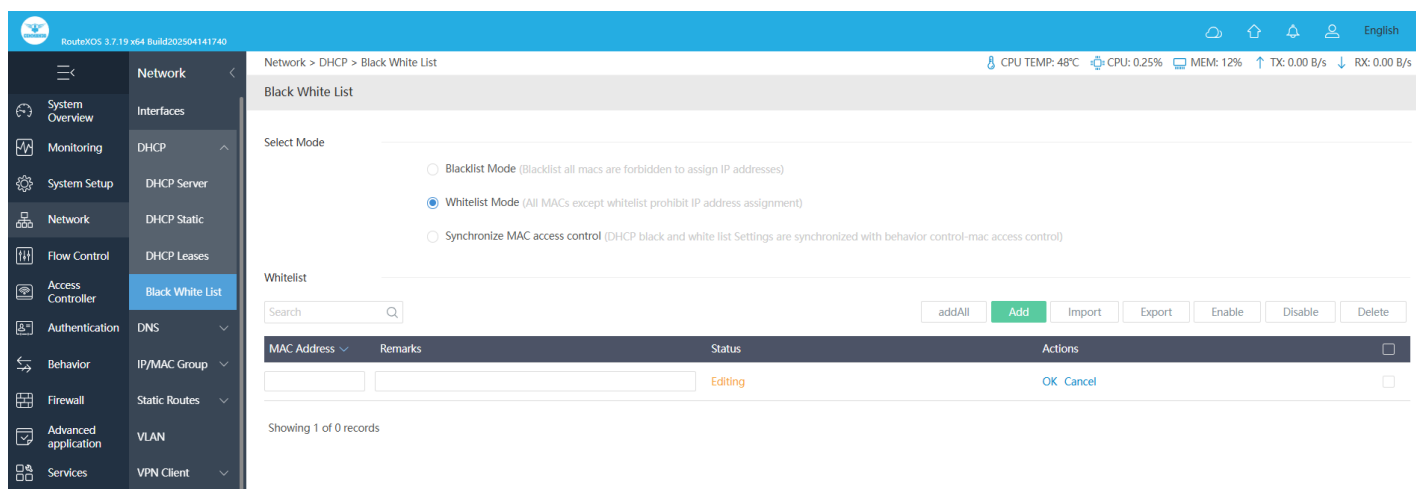 RouteXOS 3.7.19 x64 Build202504141740
English
Network > DHCP > Black White List
CPU TEMP: 48°C CPU: 0.25% MEM: 12% TX: 0.00 B/s RX: 0.00 B/s
System Overview
Monitoring
System Setup
Network
Flow Control
Access Controller
Authentication
Behavior
Firewall
Advanced application
Services
Network
Interfaces
DHCP
DHCP Server
DHCP Static
DHCP Leases
Black White List
DNS
IP/MAC Group
Static Routes
VLAN
VPN Client
Black White List
Select Mode
Blacklist Mode (Blacklist all macs are forbidden to assign IP addresses)
Whitelist Mode (All MACs except whitelist prohibit IP address assignment)
Synchronize MAC access control (DHCP black and white list Settings are synchronized with behavior control-mac access control)
Whitelist
Search
addAll Add Import Export Enable Disable Delete
MAC Address Remarks Status Actions
Editing OK Cancel
Showing 1 of 0 records